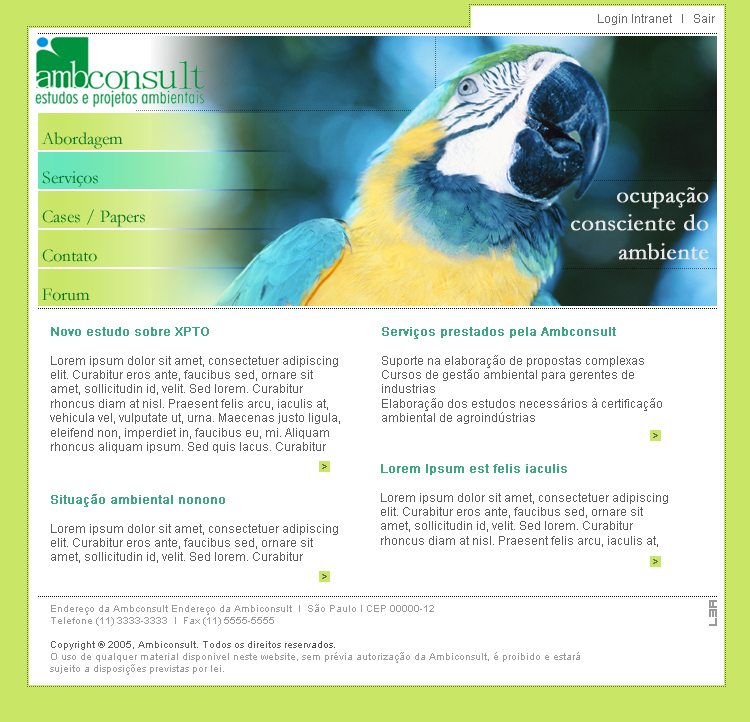 Login Intranet | Sair
ambconsult
estudos e projetos ambientais
Abordagem
Serviços
Cases / Papers
Contato
Forum
ocupação
consciente do
ambiente
Novo estudo sobre XPTO
Lorem ipsum dolor sit amet, consectetuer adipiscing
elit. Curabitur eros ante, faucibus sed, ornare sit
amet, sollicitudin id, velit. Sed lorem. Curabitur
rhoncus diam at nisl. Praesent felis arcu, iaculis at,
vehicula vel, vulputate ut, urna. Maecenas justo ligula,
eleifend non, imperdiet in, faucibus eu, mi. Aliquam
rhoncus aliquam ipsum. Sed quis lacus. Curabitur
>
Situação ambiental nonono
Lorem ipsum dolor sit amet, consectetuer adipiscing
elit. Curabitur eros ante, faucibus sed, ornare sit
amet, sollicitudin id, velit. Sed lorem. Curabitur
>
Serviços prestados pela Ambconsult
Suporte na elaboração de propostas complexas
Cursos de gestão ambiental para gerentes de
industrias
Elaboração dos estudos necessários à certificação
ambiental de agroindústrias
>
Lorem Ipsum est felis iaculis
Lorem ipsum dolor sit amet, consectetuer adipiscing
elit. Curabitur eros ante, faucibus sed, ornare sit
amet, sollicitudin id, velit. Sed lorem. Curabitur
rhoncus diam at nisl. Praesent felis arcu, iaculis at,
>
Endereço da Ambconsult Endereço da Ambiconsult | São Paulo | CEP 00000-12
Telefone (11) 3333-3333 | Fax (11) 5555-5555
Copyright © 2005, Ambiconsult. Todos os direitos reservados.
O uso de qualquer material disponível neste website, sem prévia autorização da Ambiconsult, é proibido e estará
sujeito a disposições previstas por lei.